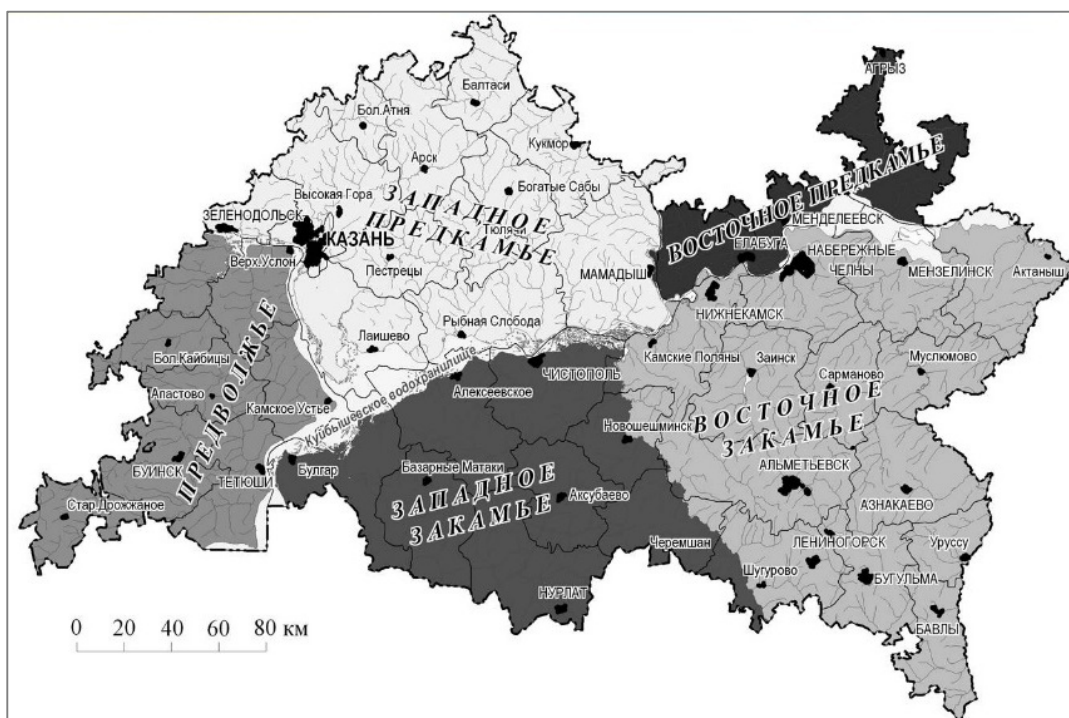 АГРЫЗ
Балтаси
Бол.Атня
Кукмор
Арск
Богатые Сабы
Высокая Гора
ЗАПАДНОЕ
ПРЕДКАМЬЕ
ВОСТОЧНОЕ ПРЕДКАМЬЕ
ЗЕЛЕНОДОЛЬСК
Тюлячи
МЕНДЕЛЕЕВСК
КАЗАНЬ
ЕЛАБУГА
НАБЕРЕЖНЫЕ
ЧЕЛНЫ
Верх.Услон
Пестрецы
МАМАДЫШ
МЕНЗЕЛИНСК
Актаныш
НИЖНЕКАМСК
Рыбная Слобода
Лаишево
Бол.Кайбицы
Камские Поляны
Заинск
Муслюмово
ЧИСТОПОЛЬ
Куйбышевское водохранилище
Алексеевское
Сарманово
Апастово
Камское Устье
ПРЕДВОЛЖЬЕ
ВОСТОЧНОЕ
ЗАКАМЬЕ
Новошешминск
БУИНСК
ТЕТЮШИ
Булгар
Базарные Матаки
АЛЬМЕТЬЕВСК
ЗАПАДНОЕ
ЗАКАМЬЕ
Аксубаево
Стар.Дрожжаное
АЗНАКАЕВО
Черемшан
ЛЕНИНОГОРСК
Уруссу
Шугурово
БУГУЛЬМА
НУРЛАТ
БАВЛЫ
0 20 40 60 80 км